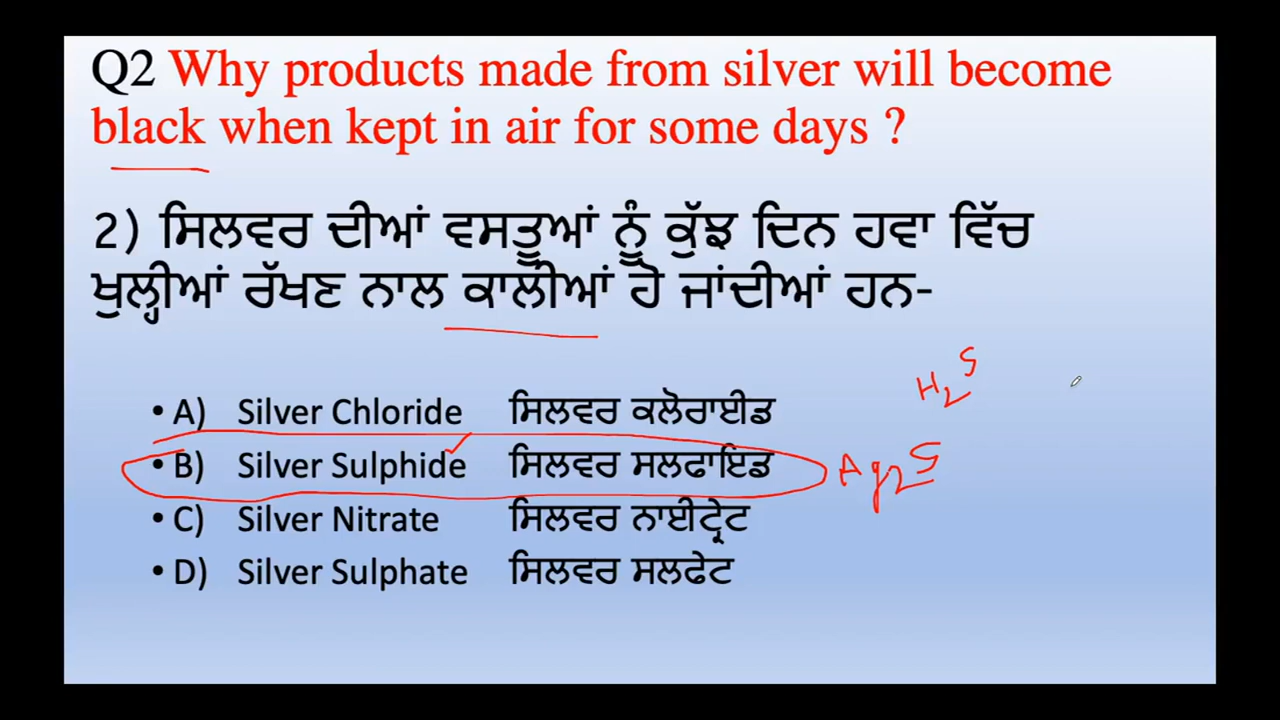 Q2 Why products made from silver will become
black when kept in air for some days ?
2) ਸਿਲਵਰ ਦੀਆਂ ਵਸਤੂਆਂ ਨੂੰ ਕੁੱਝ ਦਿਨ ਹਵਾ ਵਿੱਚ
ਖੁਲ੍ਹੀਆਂ ਰੱਖਣ ਨਾਲ ਕਾਲੀਆਂ ਹੋ ਜਾਂਦੀਆਂ ਹਨ-
H2S
• A) Silver Chloride ਸਿਲਵਰ ਕਲੋਰਾਈਡ
• B) Silver Sulphide ਸਿਲਵਰ ਸਲਫਾਇਡ Ag2S
• C) Silver Nitrate ਸਿਲਵਰ ਨਾਈਟ੍ਰੇਟ
• D) Silver Sulphate ਸਿਲਵਰ ਸਲਫੇਟ